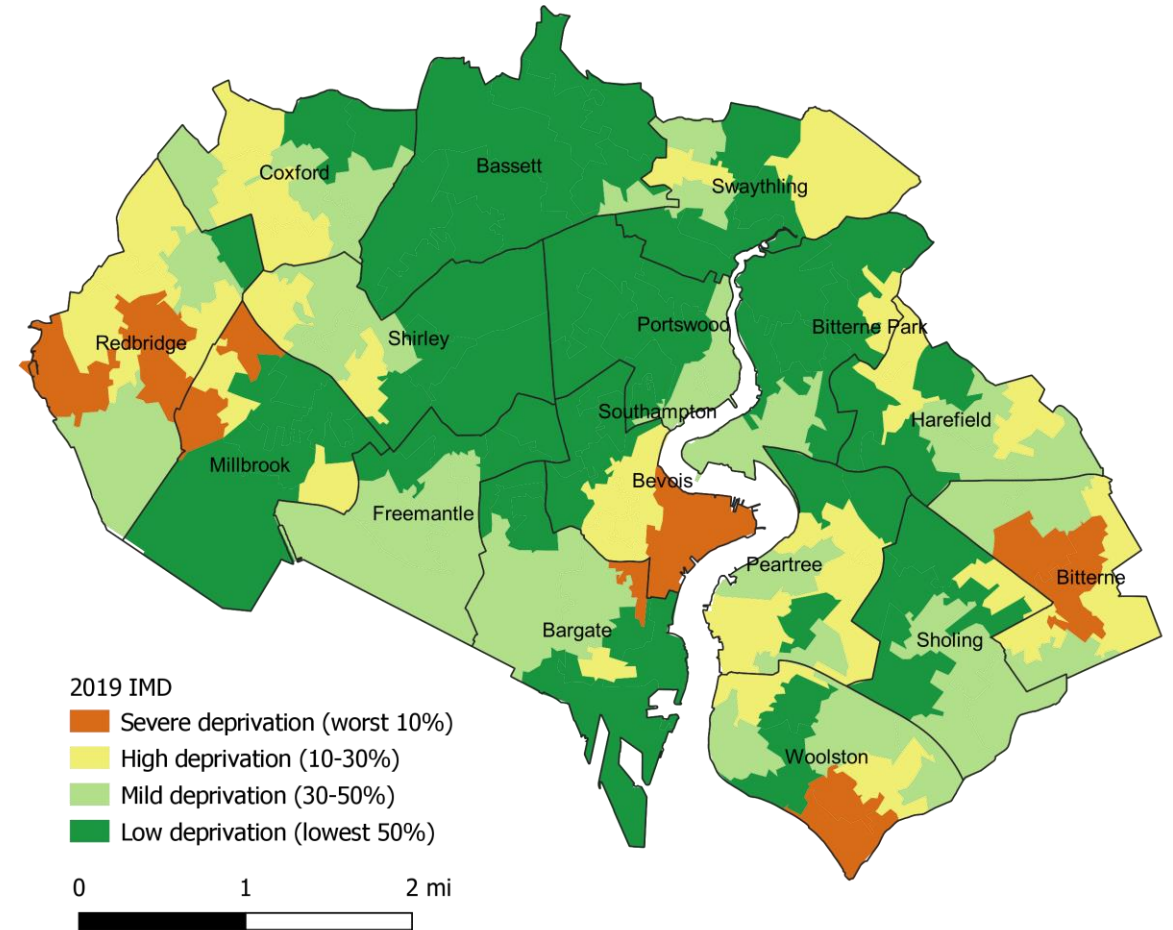 Bassett
Coxford
Swaythling
Portswood
Bitterne Park
Redbridge
Shirley
Southampton
Harefield
Millbrook
Bevois
Freemantle
Peartree
Bitterne
Bargate
Sholing
2019 IMD
Severe deprivation (worst 10%)
High deprivation (10-30%)
Woolston
Mild deprivation (30-50%)
Low deprivation (lowest 50%)
0 1 2 mi